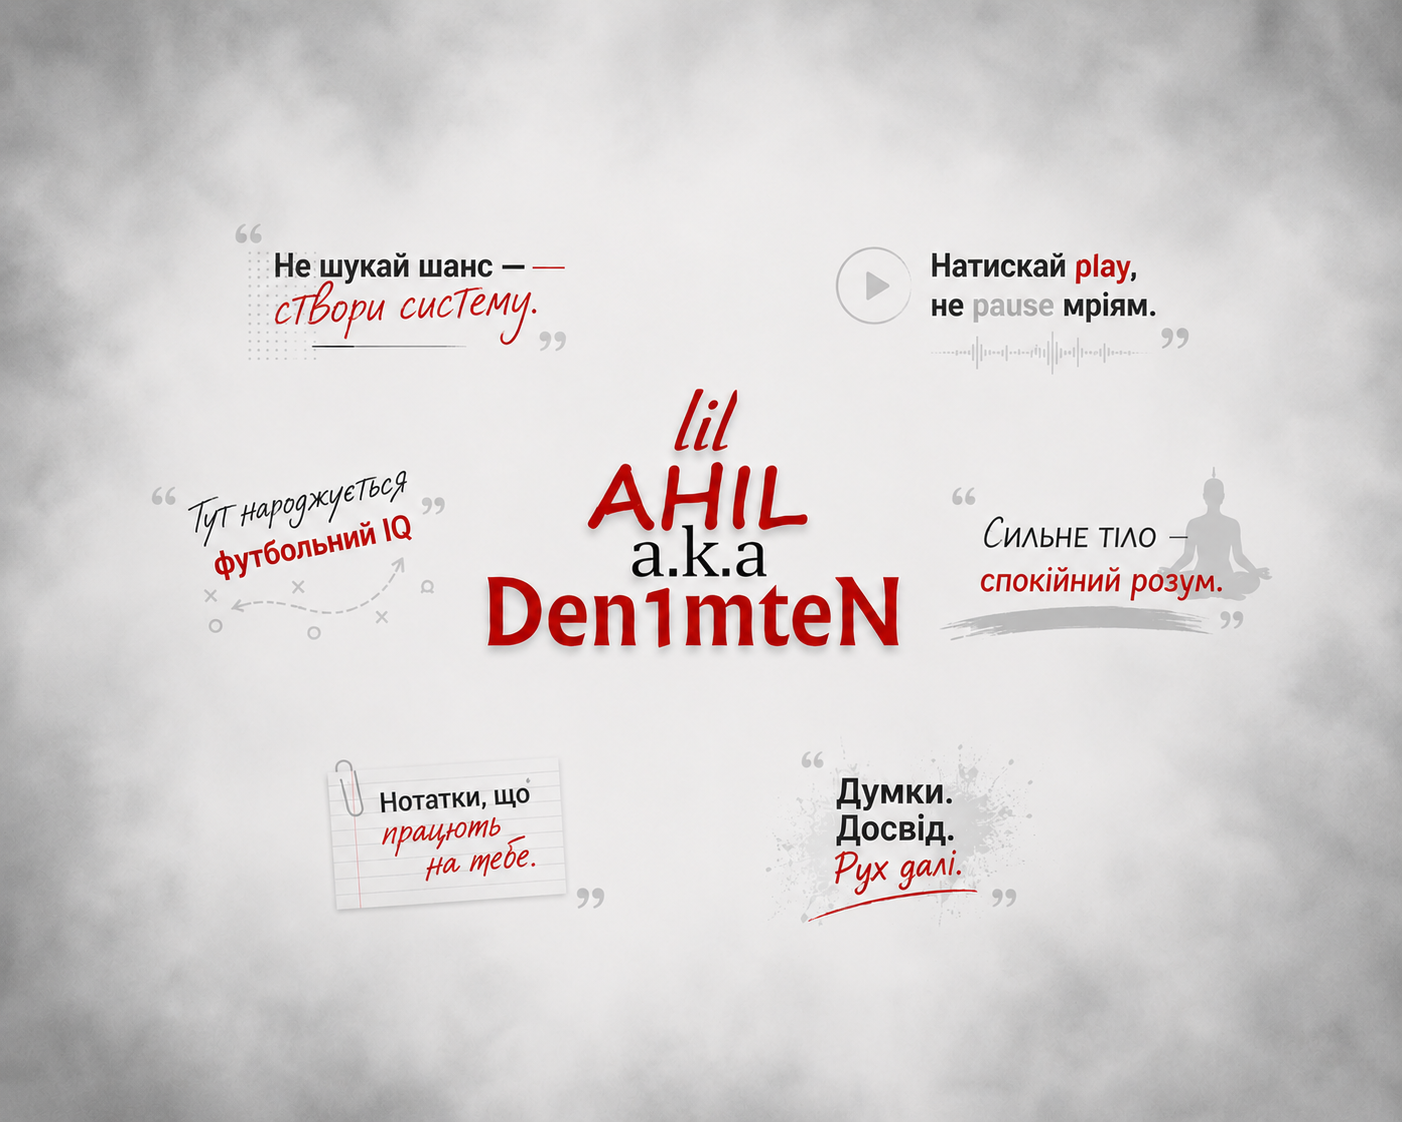 Не шукай шанс —
створи систему.
Натискай play,
не pause мріям.
lil
AHIL
a.k.a
Den1mteN
Тут народжується
футбольний IQ
Сильне тіло —
спокійний розум.
Нотатки, що
працюють
на тебе.
Думки.
Досвід.
Рух далі.